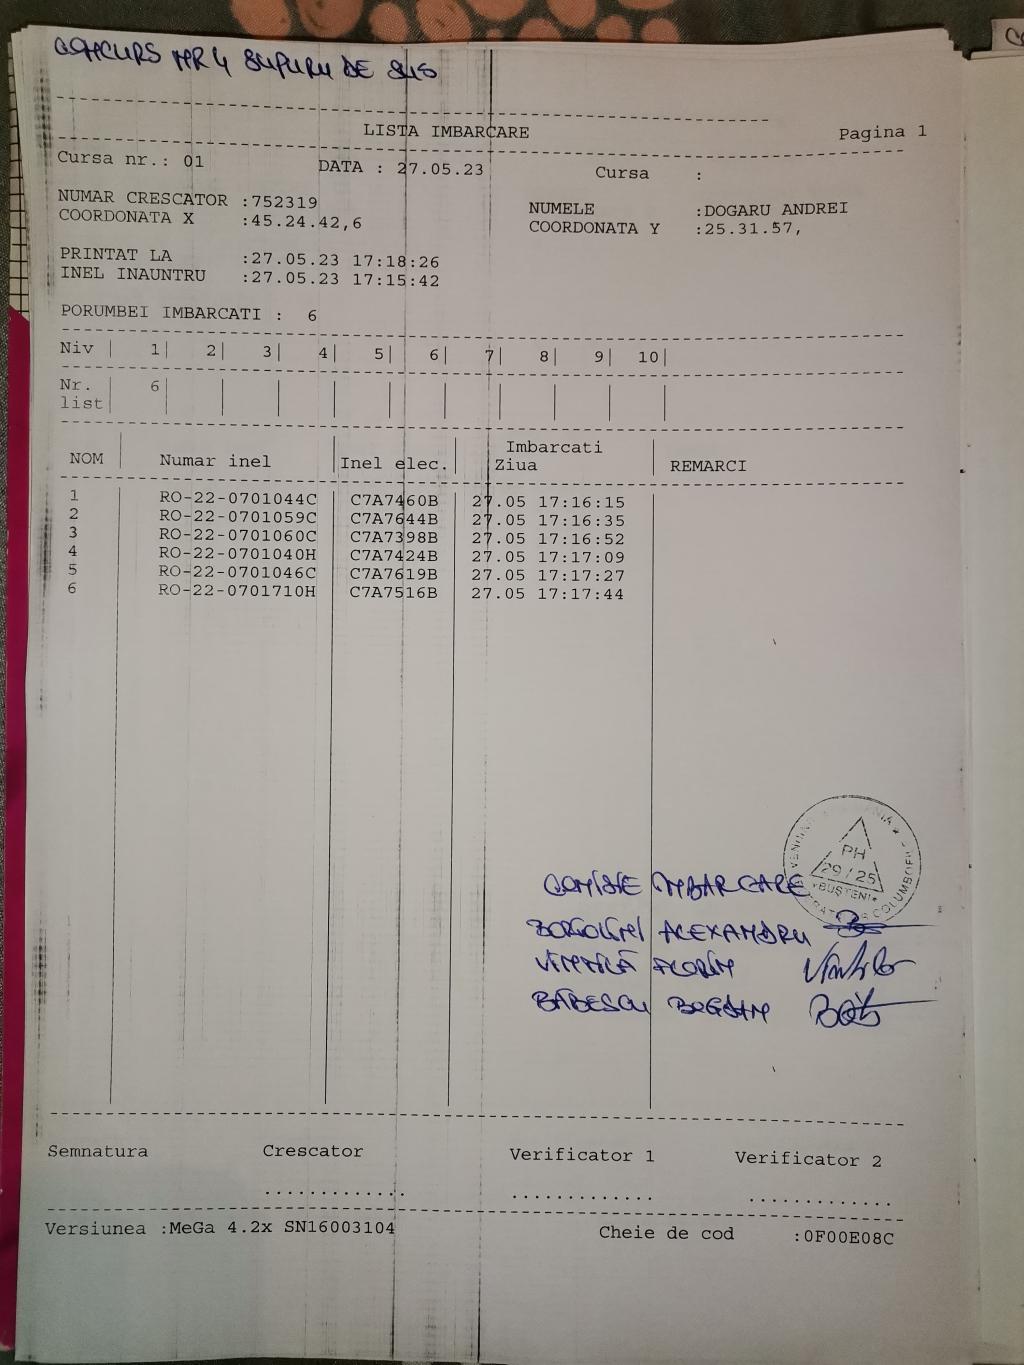 CONCURS NR 4 SUPURU DE SUS
LISTA IMBARCARE
Pagina 1
Cursa nr.: 01 DATA : 27.05.23 Cursa :
NUMAR CRESCATOR :752319 NUMELE :DOGARU ANDREI
COORDONATA X :45.24.42,6 COORDONATA Y :25.31.57,
PRINTAT LA :27.05.23 17:18:26
INEL INAUNTRU :27.05.23 17:15:42
PORUMBEI IMBARCATI : 6
Niv | 1| 2| 3| 4| 5| 6| 7| 8| 9| 10|
Nr. | 6|
list|
NOM | Numar inel |Inel elec.| Imbarcati Ziua | REMARCI
1 RO-22-0701044C C7A7460B 27.05 17:16:15
2 RO-22-0701059C C7A7644B 27.05 17:16:35
3 RO-22-0701060C C7A7398B 27.05 17:16:52
4 RO-22-0701040H C7A7424B 27.05 17:17:09
5 RO-22-0701046C C7A7619B 27.05 17:17:27
6 RO-22-0701710H C7A7516B 27.05 17:17:44
PH
29/25
*BUSTENI*
COMISIE IMBARCARE
ALEXANDRU
FLORIN
BĂBESCU BOGDAN
Semnatura Crescator Verificator 1 Verificator 2
Versiunea :MeGa 4.2x SN16003104 Cheie de cod :0F00E08C